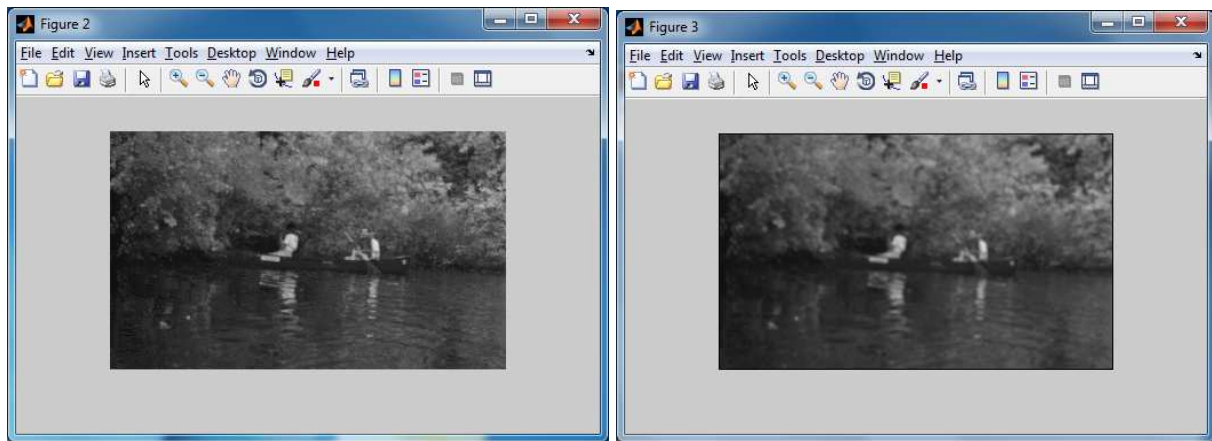 Figure 2
File Edit View Insert Tools Desktop Window Help
Figure 3
File Edit View Insert Tools Desktop Window Help